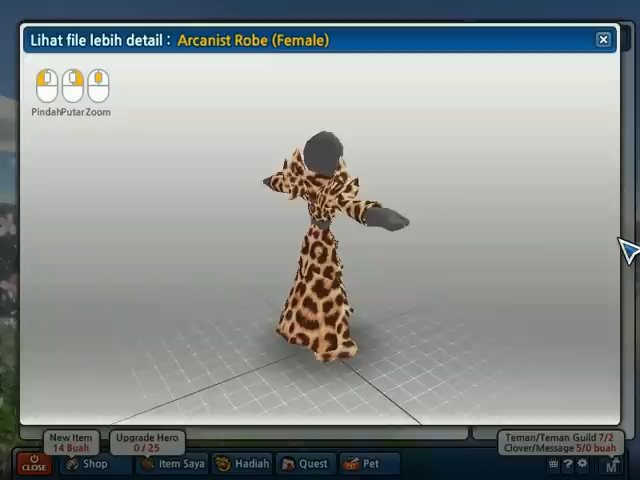 Lihat file lebih detail : Arcanist Robe (Female)
Pindah Putar Zoom
New Item
14 Buah
Upgrade Hero
0 / 25
Teman/Teman Guild 7/2
Clover/Message 5/0 buah
CLOSE
Shop
Item Saya
Hadiah
Quest
Pet
?
M